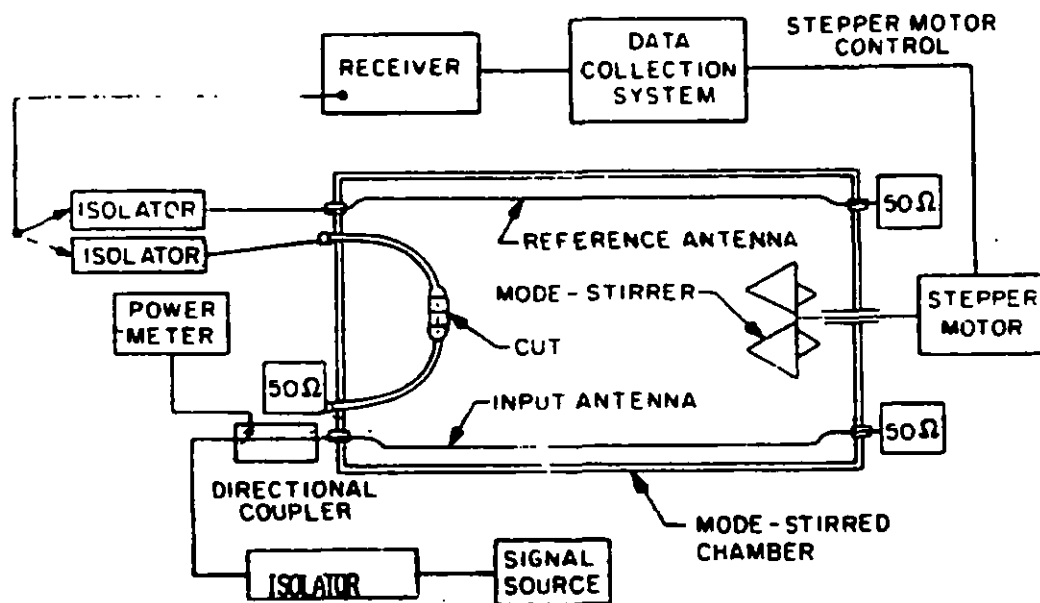 STEPPER MOTOR
CONTROL
RECEIVER
DATA
COLLECTION
SYSTEM
ISOLATOR
ISOLATOR
50Ω
REFERENCE ANTENNA
MODE-STIRRER
STEPPER
MOTOR
POWER
METER
CUT
50Ω
INPUT ANTENNA
50Ω
DIRECTIONAL
COUPLER
MODE-STIRRED
CHAMBER
ISOLATOR
SIGNAL
SOURCE